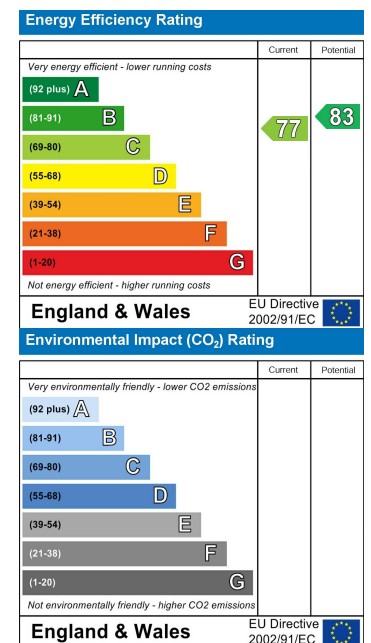 Energy Efficiency Rating
Current Potential
Very energy efficient - lower running costs
(92 plus) A
(81-91) B
(69-80) C
(55-68) D
(39-54) E
(21-38) F
(1-20) G
77
83
Not energy efficient - higher running costs
England & Wales
EU Directive
2002/91/EC
Environmental Impact (CO₂) Rating
Current Potential
Very environmentally friendly - lower CO2 emissions
(92 plus) A
(81-91) B
(69-80) C
(55-68) D
(39-54) E
(21-38) F
(1-20) G
Not environmentally friendly - higher CO2 emissions
England & Wales
EU Directive
2002/91/EC